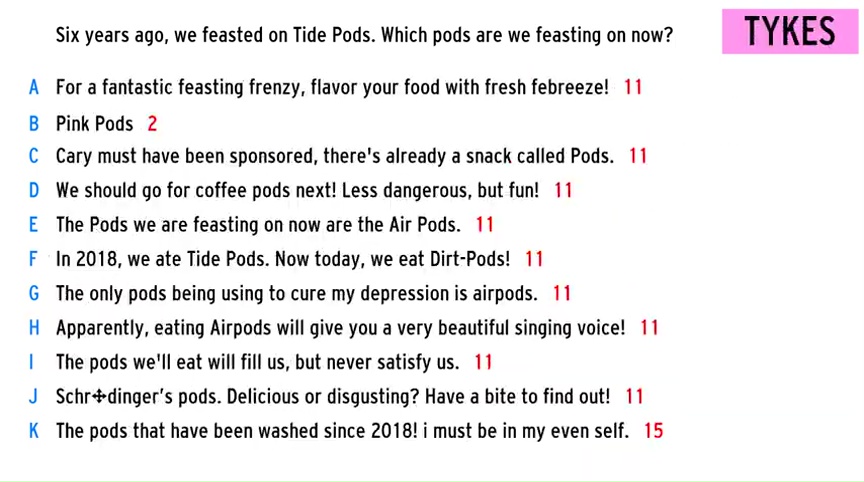 Six years ago, we feasted on Tide Pods. Which pods are we feasting on now? TYKES
A For a fantastic feasting frenzy, flavor your food with fresh febreeze! 11
B Pink Pods 2
C Cary must have been sponsored, there's already a snack called Pods. 11
D We should go for coffee pods next! Less dangerous, but fun! 11
E The Pods we are feasting on now are the Air Pods. 11
F In 2018, we ate Tide Pods. Now today, we eat Dirt-Pods! 11
G The only pods being using to cure my depression is airpods. 11
H Apparently, eating Airpods will give you a very beautiful singing voice! 11
I The pods we'll eat will fill us, but never satisfy us. 11
J Schr✣dinger's pods. Delicious or disgusting? Have a bite to find out! 11
K The pods that have been washed since 2018! i must be in my even self. 15